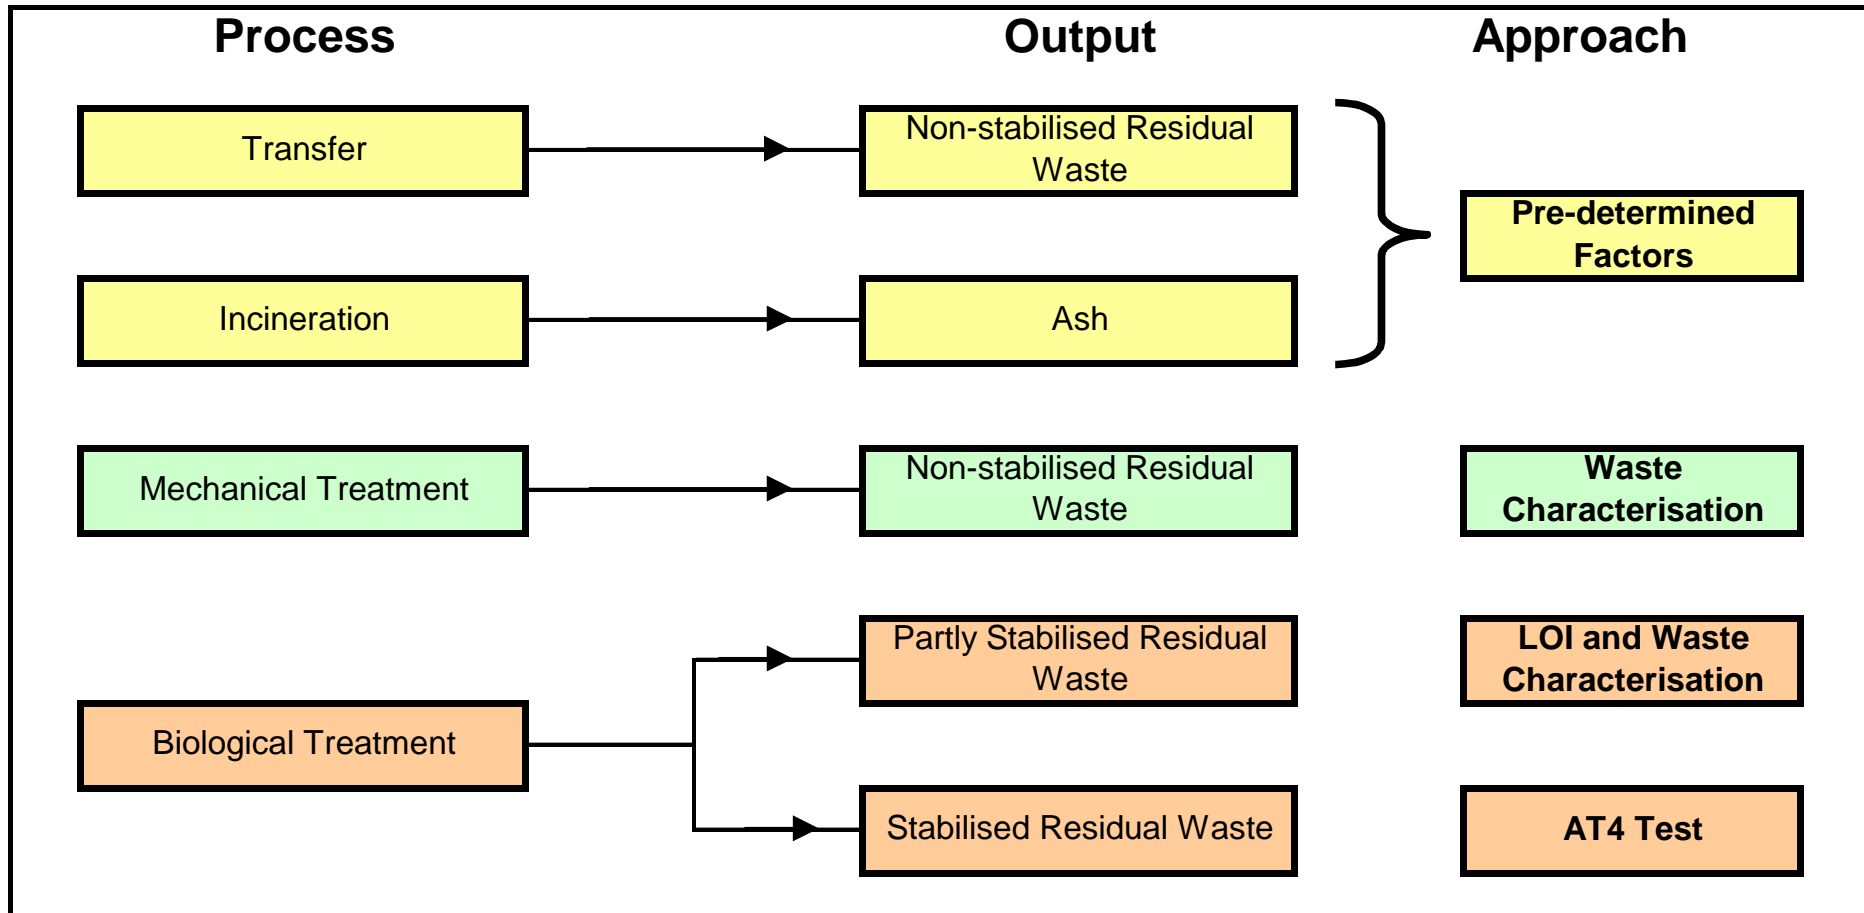 Process
Output
Approach
Transfer
Non-stabilised Residual
Waste
Pre-determined
Factors
Incineration
Ash
Mechanical Treatment
Non-stabilised Residual
Waste
Waste
Characterisation
Biological Treatment
Partly Stabilised Residual
Waste
LOI and Waste
Characterisation
Stabilised Residual Waste
AT4 Test